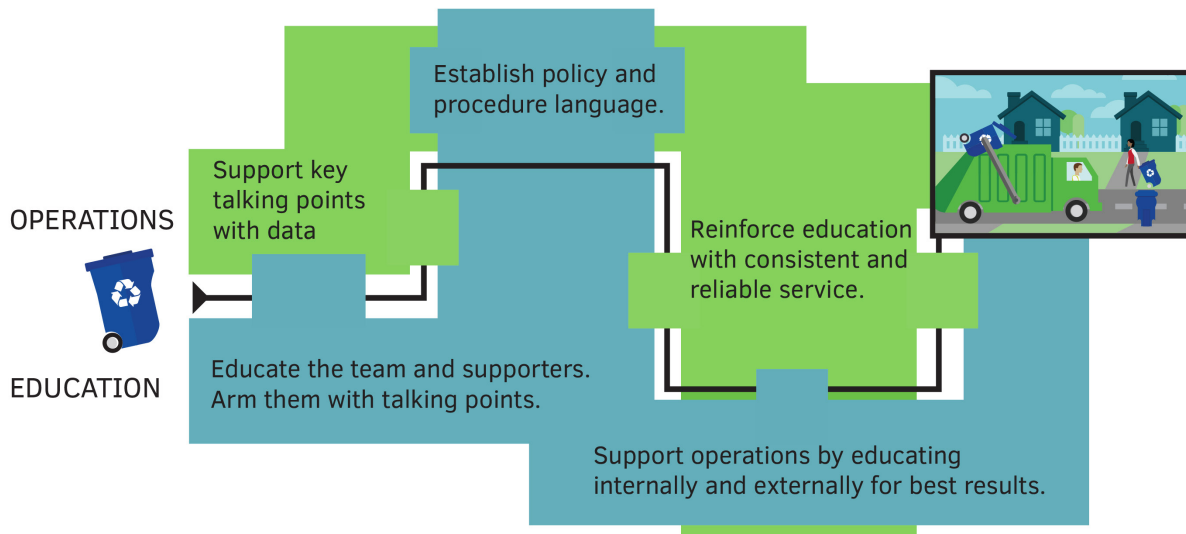 OPERATIONS
EDUCATION
Support key
talking points
with data
Educate the team and supporters.
Arm them with talking points.
Establish policy and
procedure language.
Reinforce education
with consistent and
reliable service.
Support operations by educating
internally and externally for best results.